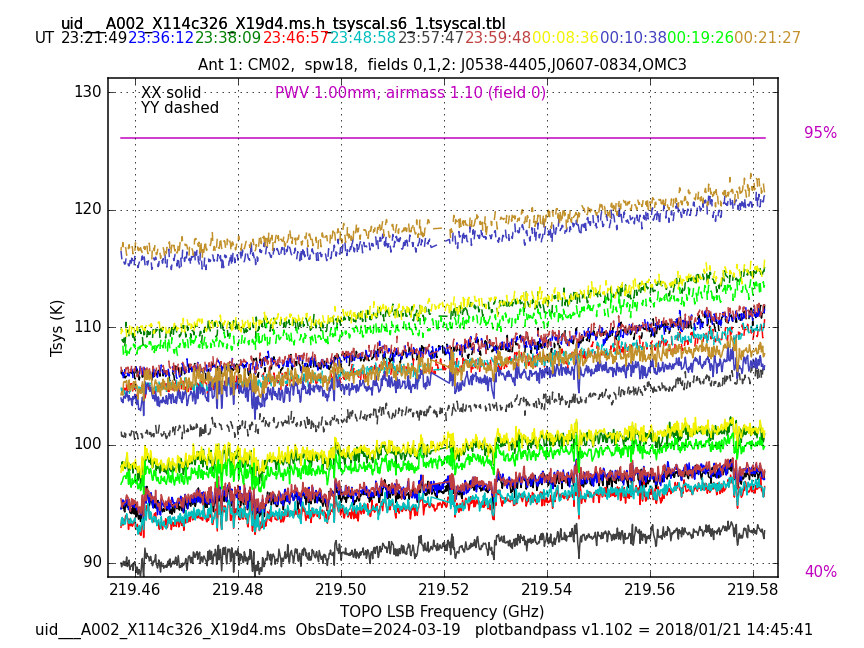 uid___A002_X114c326_X19d4.ms.h_tsyscal.s6_1.tsyscal.tbl
UT 23:21:49 23:36:12 23:38:09 23:46:57 23:48:58 23:57:47 23:59:48 00:08:36 00:10:38 00:19:26 00:21:27
Ant 1: CM02,  spw18,  fields 0,1,2: J0538-4405,J0607-0834,OMC3
XX solid
YY dashed
PWV 1.00mm, airmass 1.10 (field 0)
95%
40%
130
120
110
100
90
Tsys (K)
219.46 219.48 219.50 219.52 219.54 219.56 219.58
TOPO LSB Frequency (GHz)
uid___A002_X114c326_X19d4.ms  ObsDate=2024-03-19   plotbandpass v1.102 = 2018/01/21 14:45:41